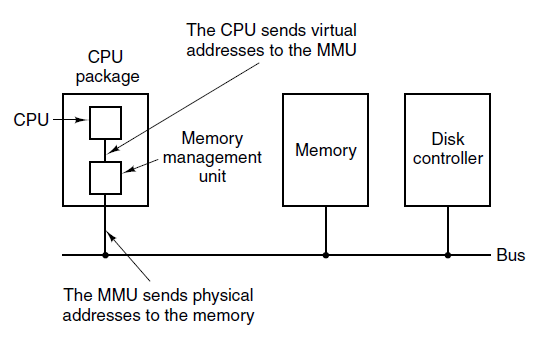 The CPU sends virtual
addresses to the MMU
CPU
package
CPU
Memory
management
unit
Memory
Disk
controller
Bus
The MMU sends physical
addresses to the memory